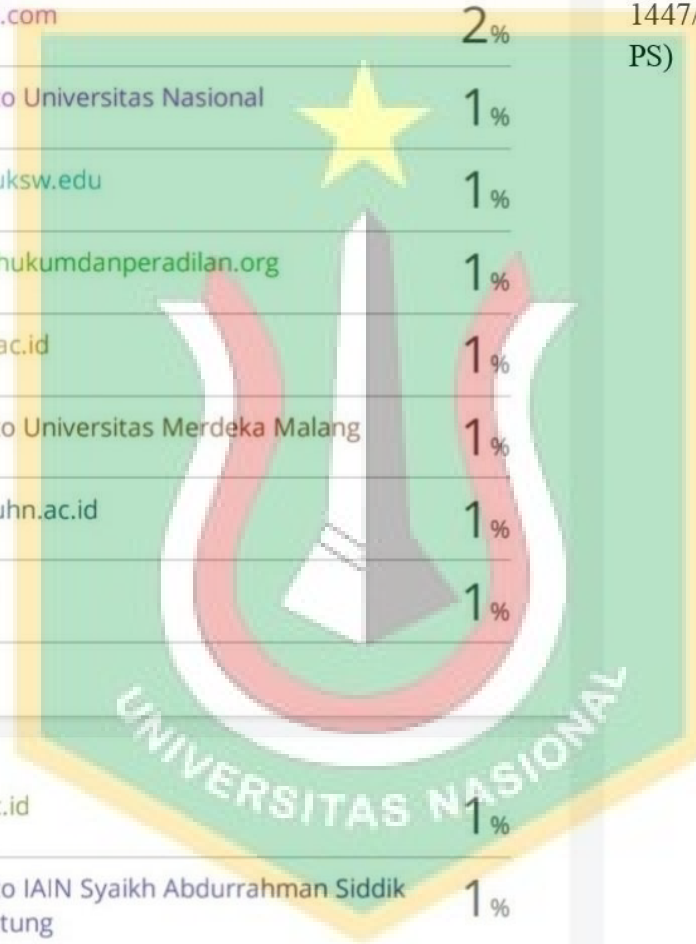 .com 2%
1447/
PS)
o Universitas Nasional 1%
uksw.edu 1%
hukumdanperadilan.org 1%
ac.id 1%
o Universitas Merdeka Malang 1%
uhn.ac.id 1%
1%
UNIVERSITAS NASIONAL
.id 1%
o IAIN Syaikh Abdurrahman Siddik 1%
tung